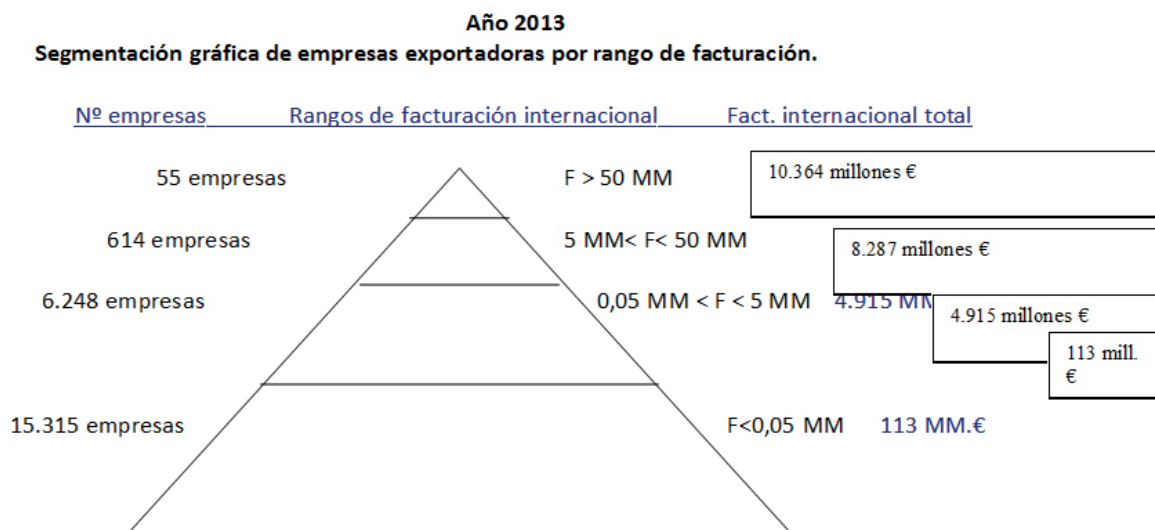 Año 2013
Segmentación gráfica de empresas exportadoras por rango de facturación.
Nº empresas Rangos de facturación internacional Fact. internacional total
55 empresas F > 50 MM 10.364 millones €
614 empresas 5 MM< F< 50 MM 8.287 millones €
6.248 empresas 0,05 MM < F < 5 MM 4.915 MM
4.915 millones €
113 mill.
€
15.315 empresas F<0,05 MM 113 MM.€